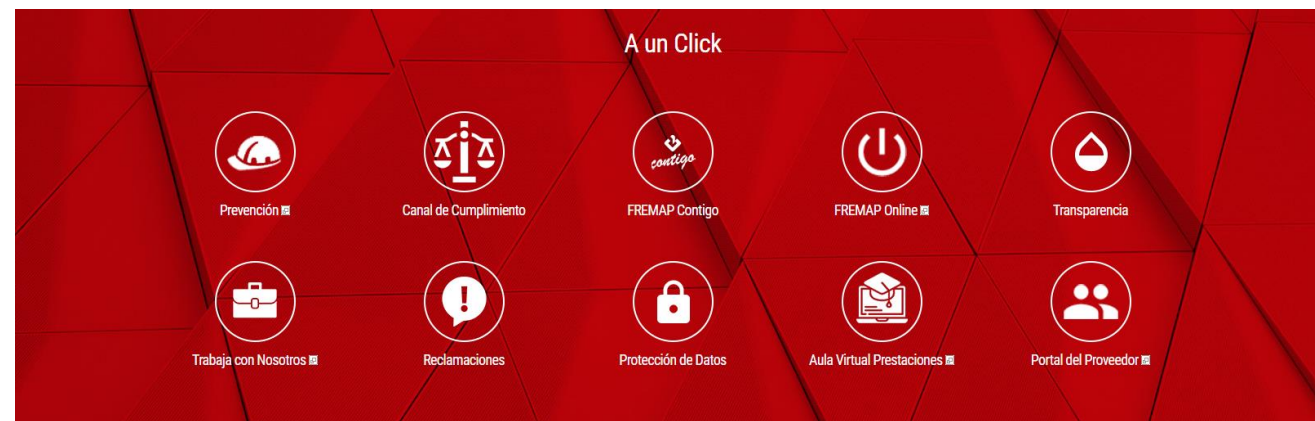 A un Click
contigo
Prevención
Canal de Cumplimiento
FREMAP Contigo
FREMAP Online
Transparencia
Trabaja con Nosotros
Reclamaciones
Protección de Datos
Aula Virtual Prestaciones
Portal del Proveedor